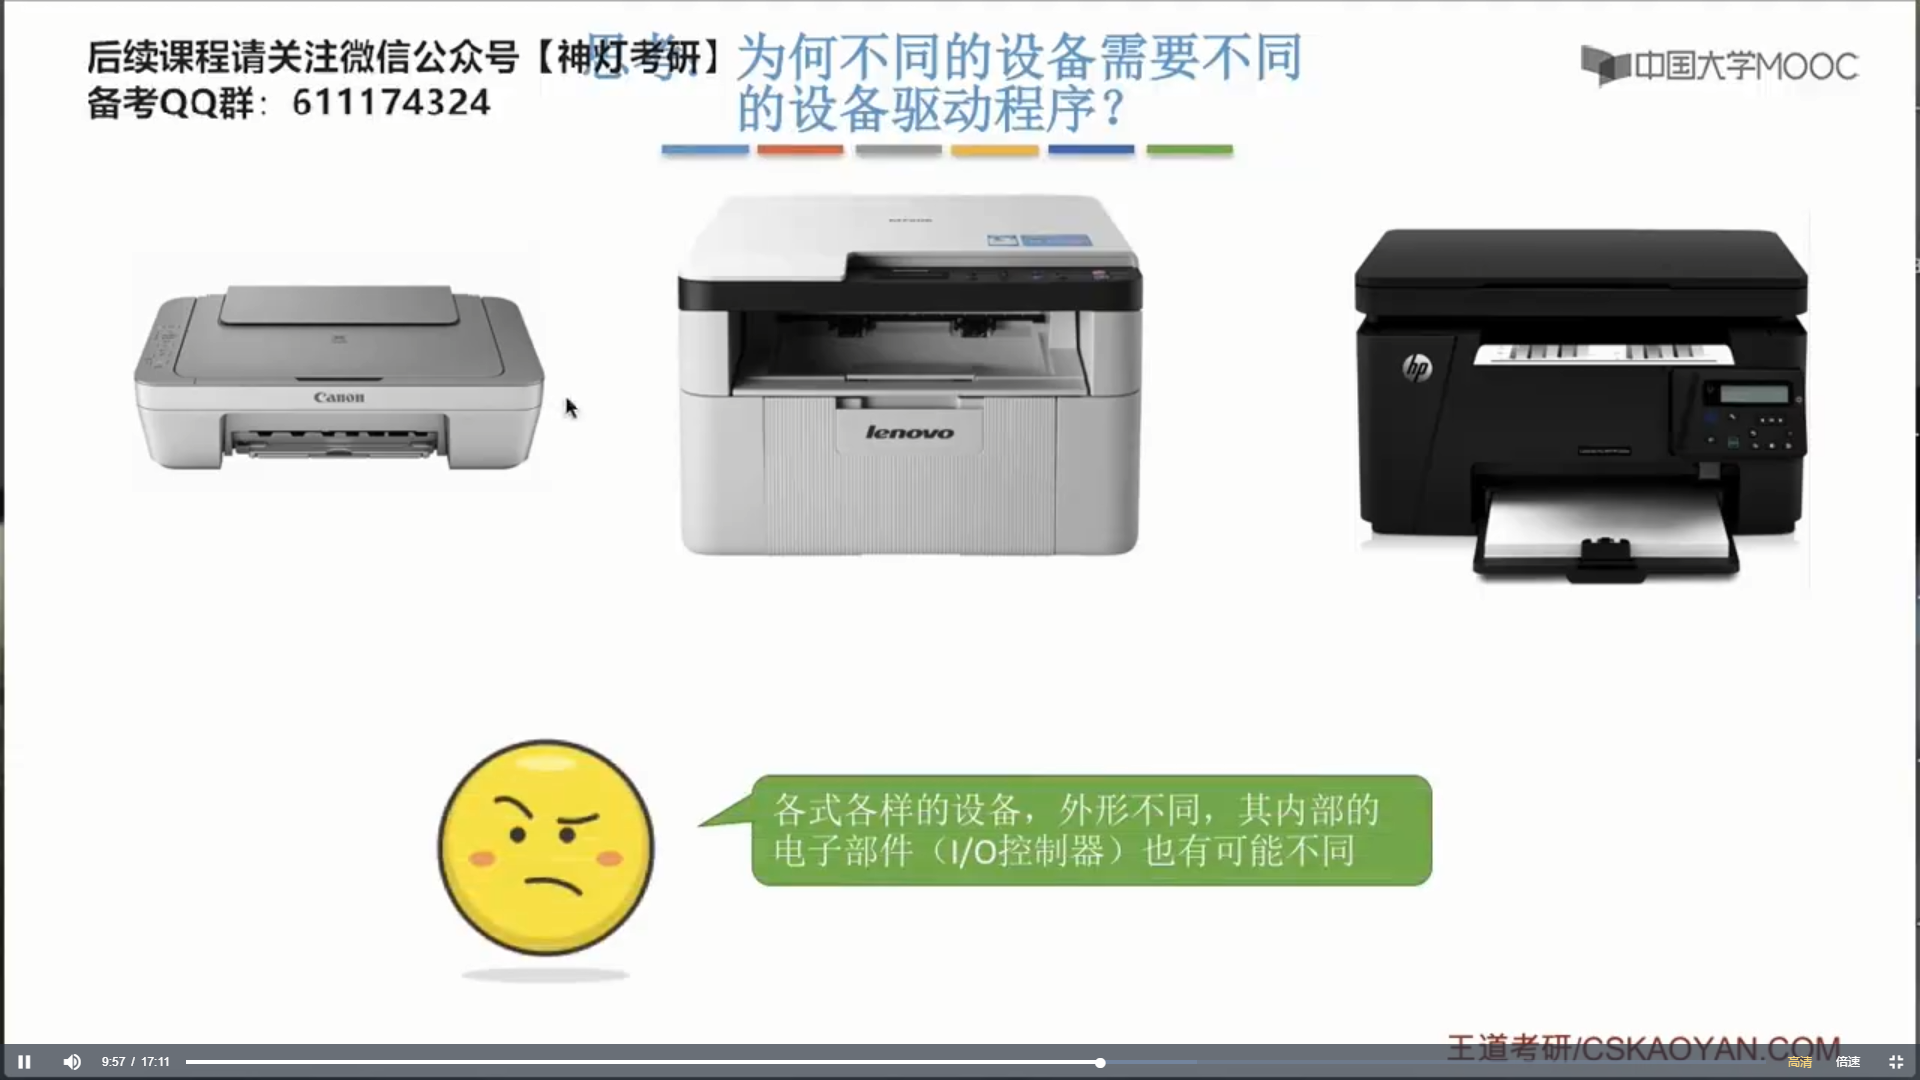 后续课程请关注微信公众号【神灯考研】
备考QQ群：611174324
思考：为何不同的设备需要不同
的设备驱动程序？
中国大学MOOC
Canon
lenovo
hp
各式各样的设备，外形不同，其内部的
电子部件（I/O控制器）也有可能不同
王道考研/CSKAOYAN.COM
9:57 / 17:11
高清
倍速